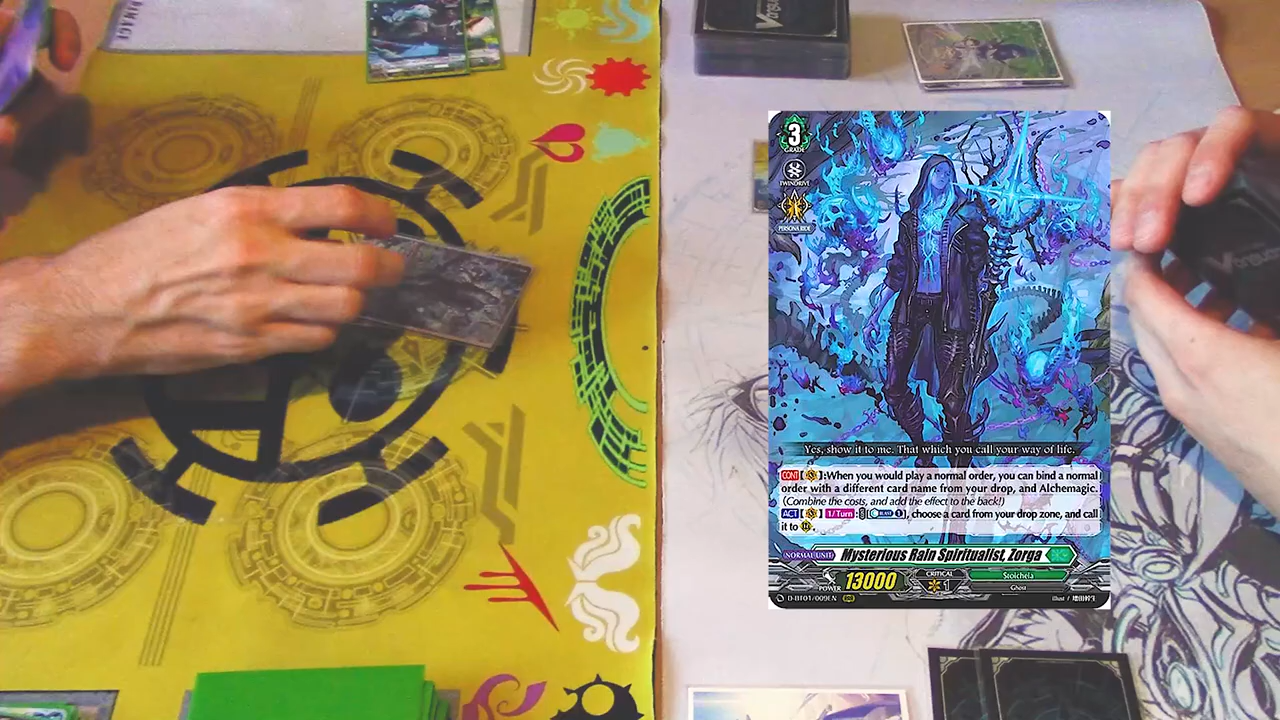 3
GRADE
TWINDRIVE
PERSONA RIDE
Yes, show it to me. That which you call your way of life.
CONT【 】:When you would play a normal order, you can bind a normal
order with a different card name from your drop, and Alchemagic.
(Combine the costs, and add the effect to the back!)
ACT【 】1/Turn:【 BLAST 】, choose a card from your drop zone, and call
it to .
NORMAL UNIT Mysterious Rain Spiritualist, Zorga
POWER 13000 CRITICAL 1 Stoicheia
Ghost
D-BT01/009EN RRR Illust /